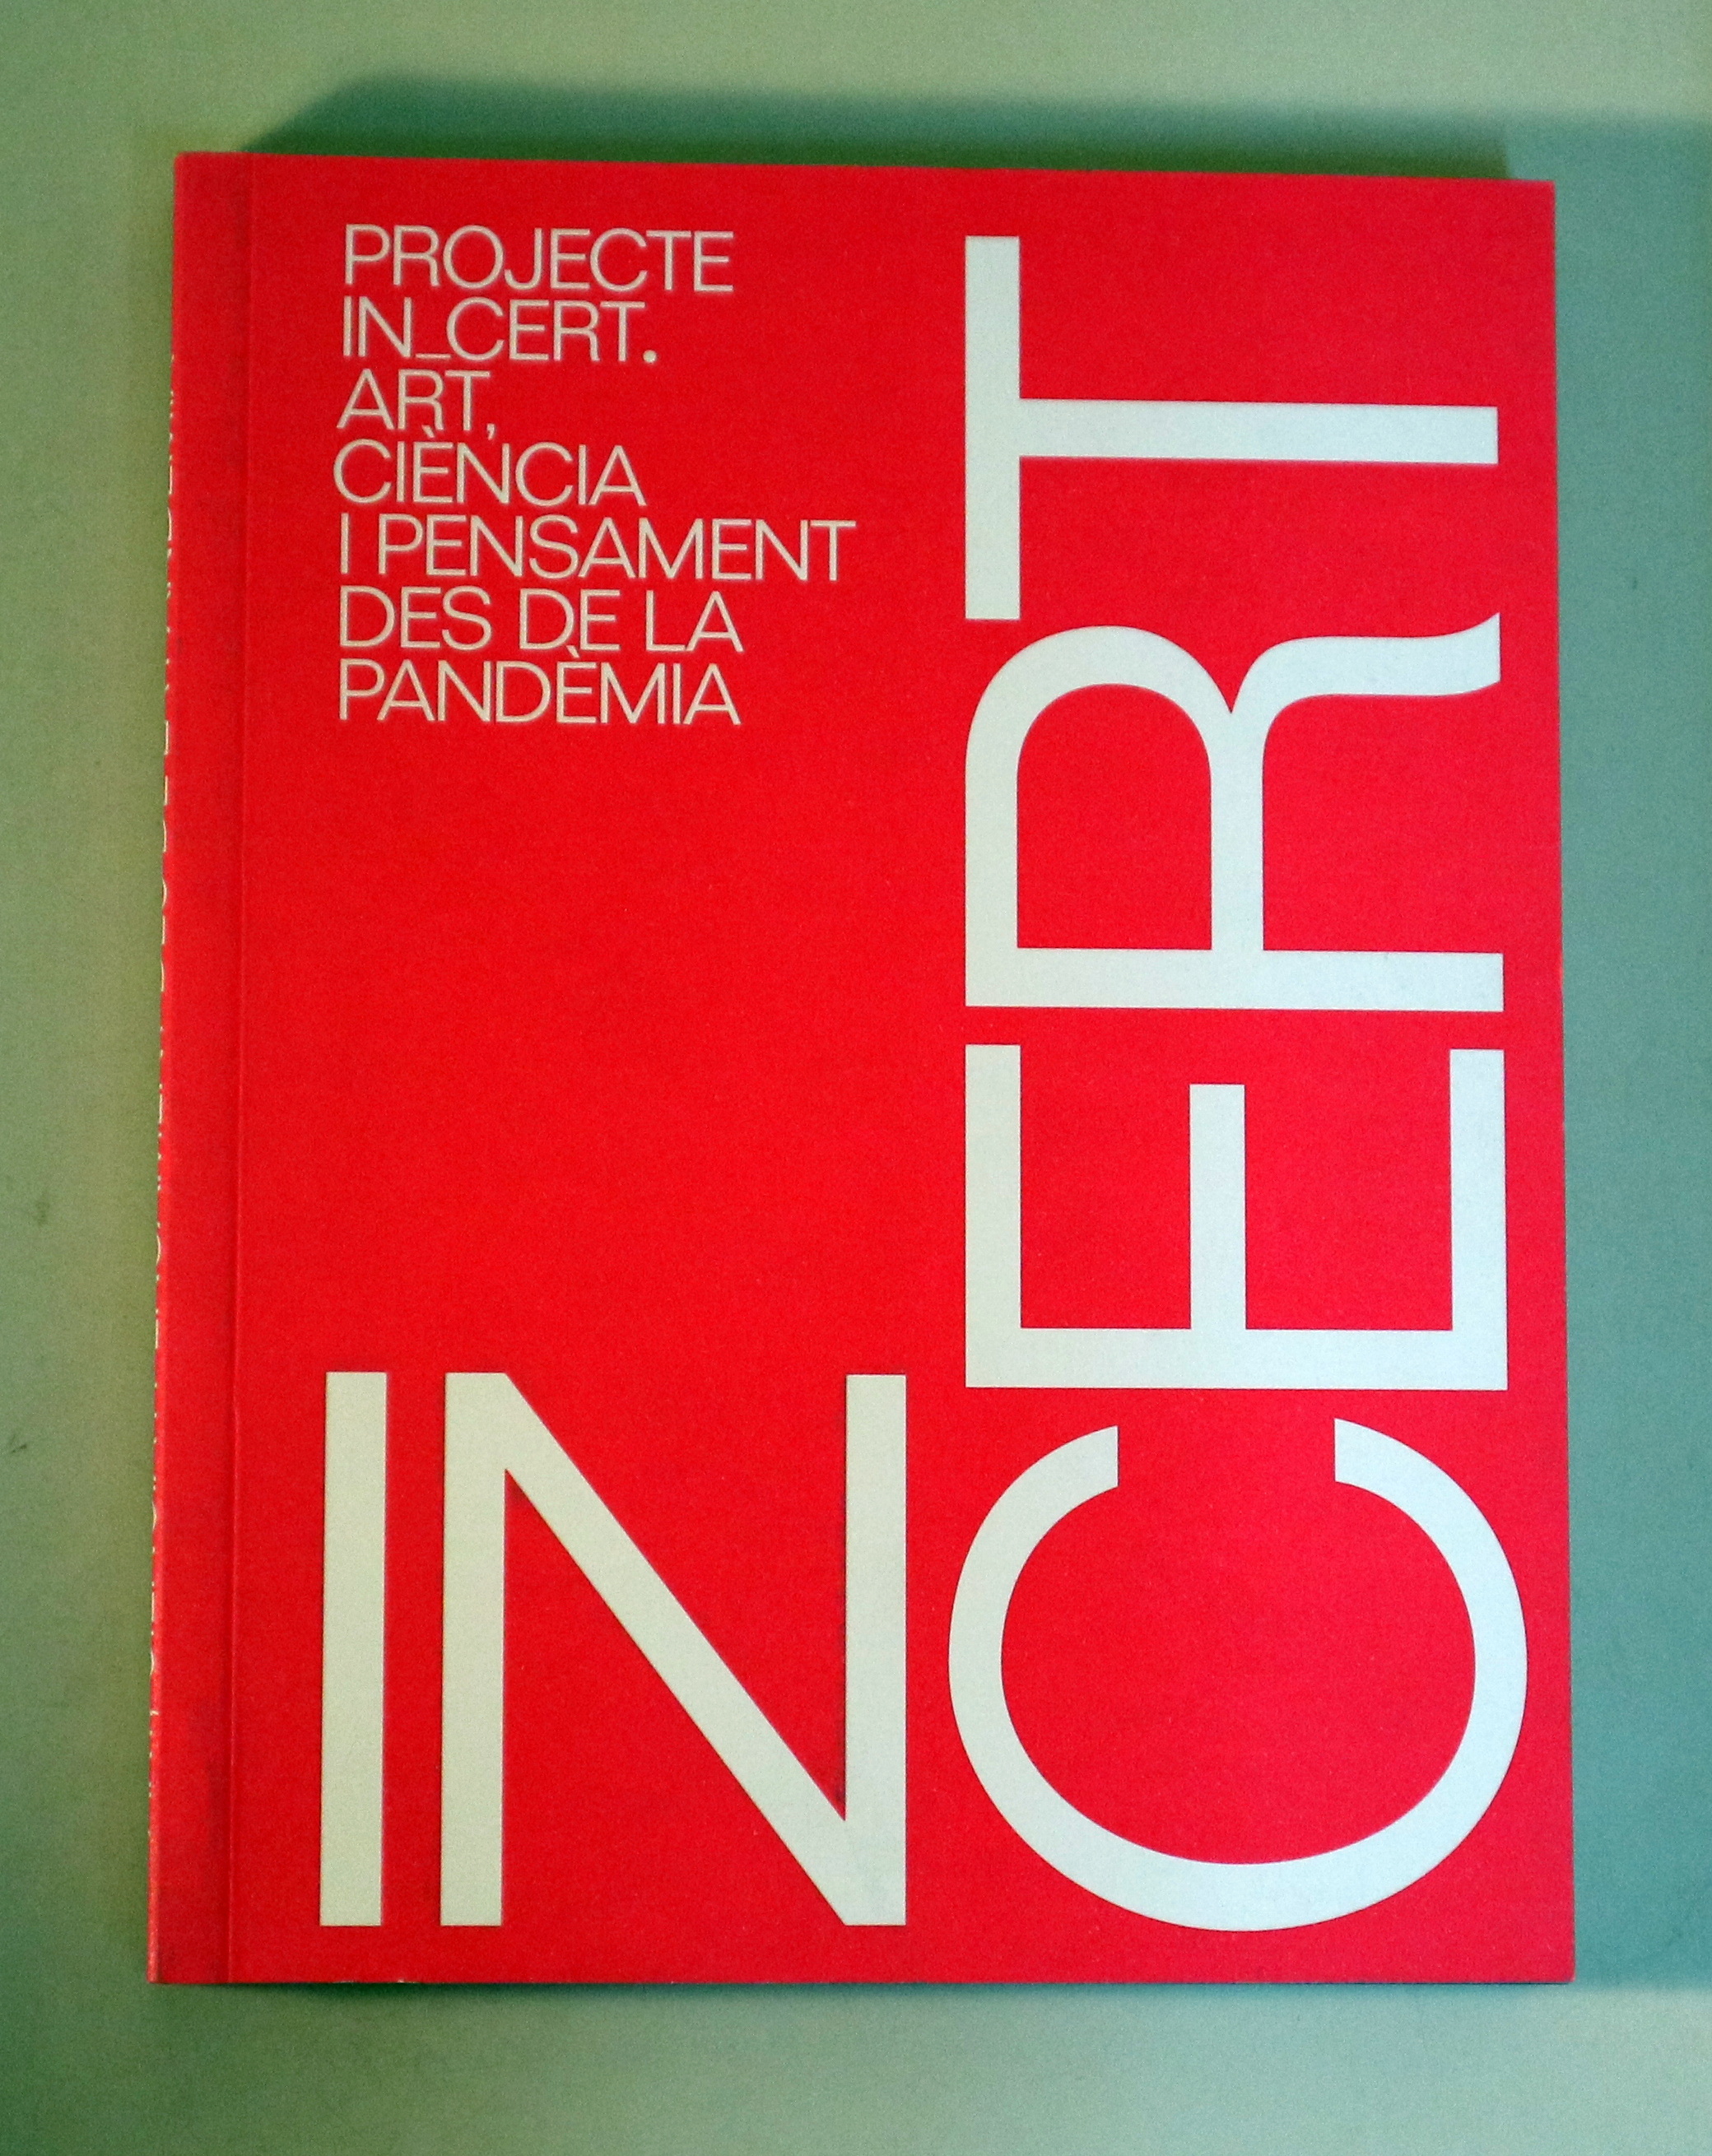 PROJECTE
IN_CERT.
ART,
CIÈNCIA
I PENSAMENT
DES DE LA
PANDÈMIA
IN
CERT